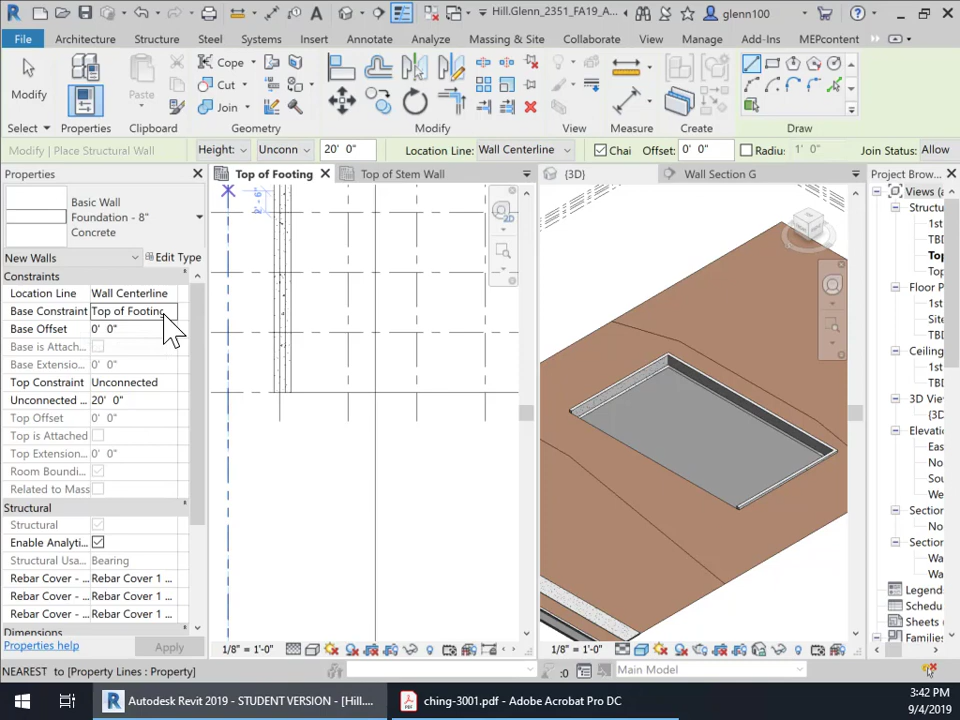 Hill.Glenn_2351_FA19_A...
glenn100
File
Architecture
Structure
Steel
Systems
Insert
Annotate
Analyze
Massing & Site
Collaborate
View
Manage
Add-Ins
MEPcontent
Modify
Paste
Cope
Cut
Join
Select
Properties
Clipboard
Geometry
Modify
View
Measure
Create
Draw
Modify | Place Structural Wall
Height:
Unconn
20' 0"
Location Line:
Wall Centerline
Chai
Offset:
0' 0"
Radiu
1' 0"
Join Status:
Allow
Properties
Top of Footing
Top of Stem Wall
{3D}
Wall Section G
Project Brow...
Basic Wall
Foundation - 8"
Concrete
New Walls
Edit Type
Constraints
Location Line Wall Centerline
Base Constraint Top of Footing
Base Offset 0' 0"
Base is Attach...
Base Extensio... 0' 0"
Top Constraint Unconnected
Unconnected ... 20' 0"
Top Offset 0' 0"
Top is Attached
Top Extension... 0' 0"
Room Boundi...
Related to Mass
Structural
Structural
Enable Analyti...
Structural Usa... Bearing
Rebar Cover - ... Rebar Cover 1 ...
Rebar Cover - ... Rebar Cover 1 ...
Rebar Cover - ... Rebar Cover 1 ...
Dimensions
Properties help
Apply
2D
Views (a
Structu
1st
TBD
Top
Top
Floor P
1st
Site
TBD
Ceiling
1st
3D Vie
{3D
Elevati
Eas
No
Sou
We
Section
No
Section
Wa
Wa
Legends
Schedu
Sheets (
Familie
1/8" = 1'-0"
1/8" = 1'-0"
NEAREST to [Property Lines : Property]
:0
Main Model
Autodesk Revit 2019 - STUDENT VERSION - [Hill....
ching-3001.pdf - Adobe Acrobat Pro DC
3:42 PM
9/4/2019